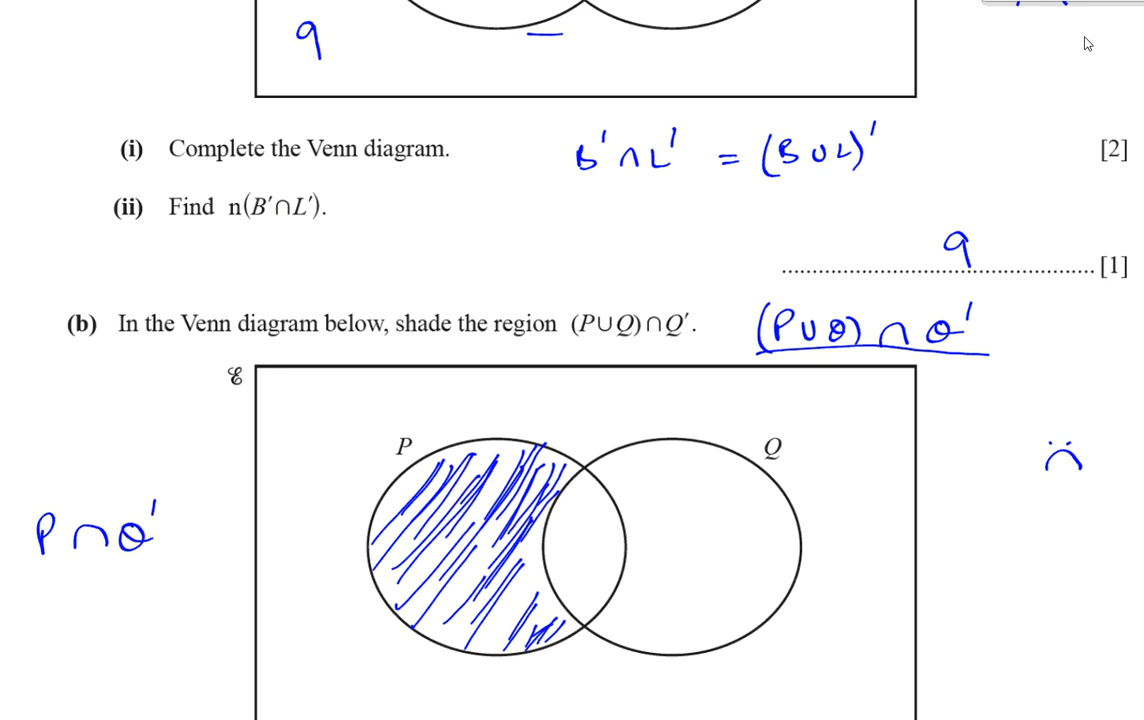 9
(i) Complete the Venn diagram. B' ∩ L' = (B ∪ L)' [2]
(ii) Find n(B'∩L').
9
[1]
(b) In the Venn diagram below, shade the region (P∪Q)∩Q'. (P ∪ Q) ∩ Q'
ℰ
P Q
P ∩ Q'